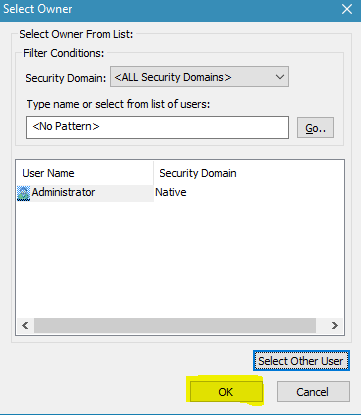 Select Owner
Select Owner From List:
Filter Conditions:
Security Domain: <ALL Security Domains>
Type name or select from list of users:
<No Pattern> Go..
User Name Security Domain
Administrator Native
Select Other User
OK Cancel